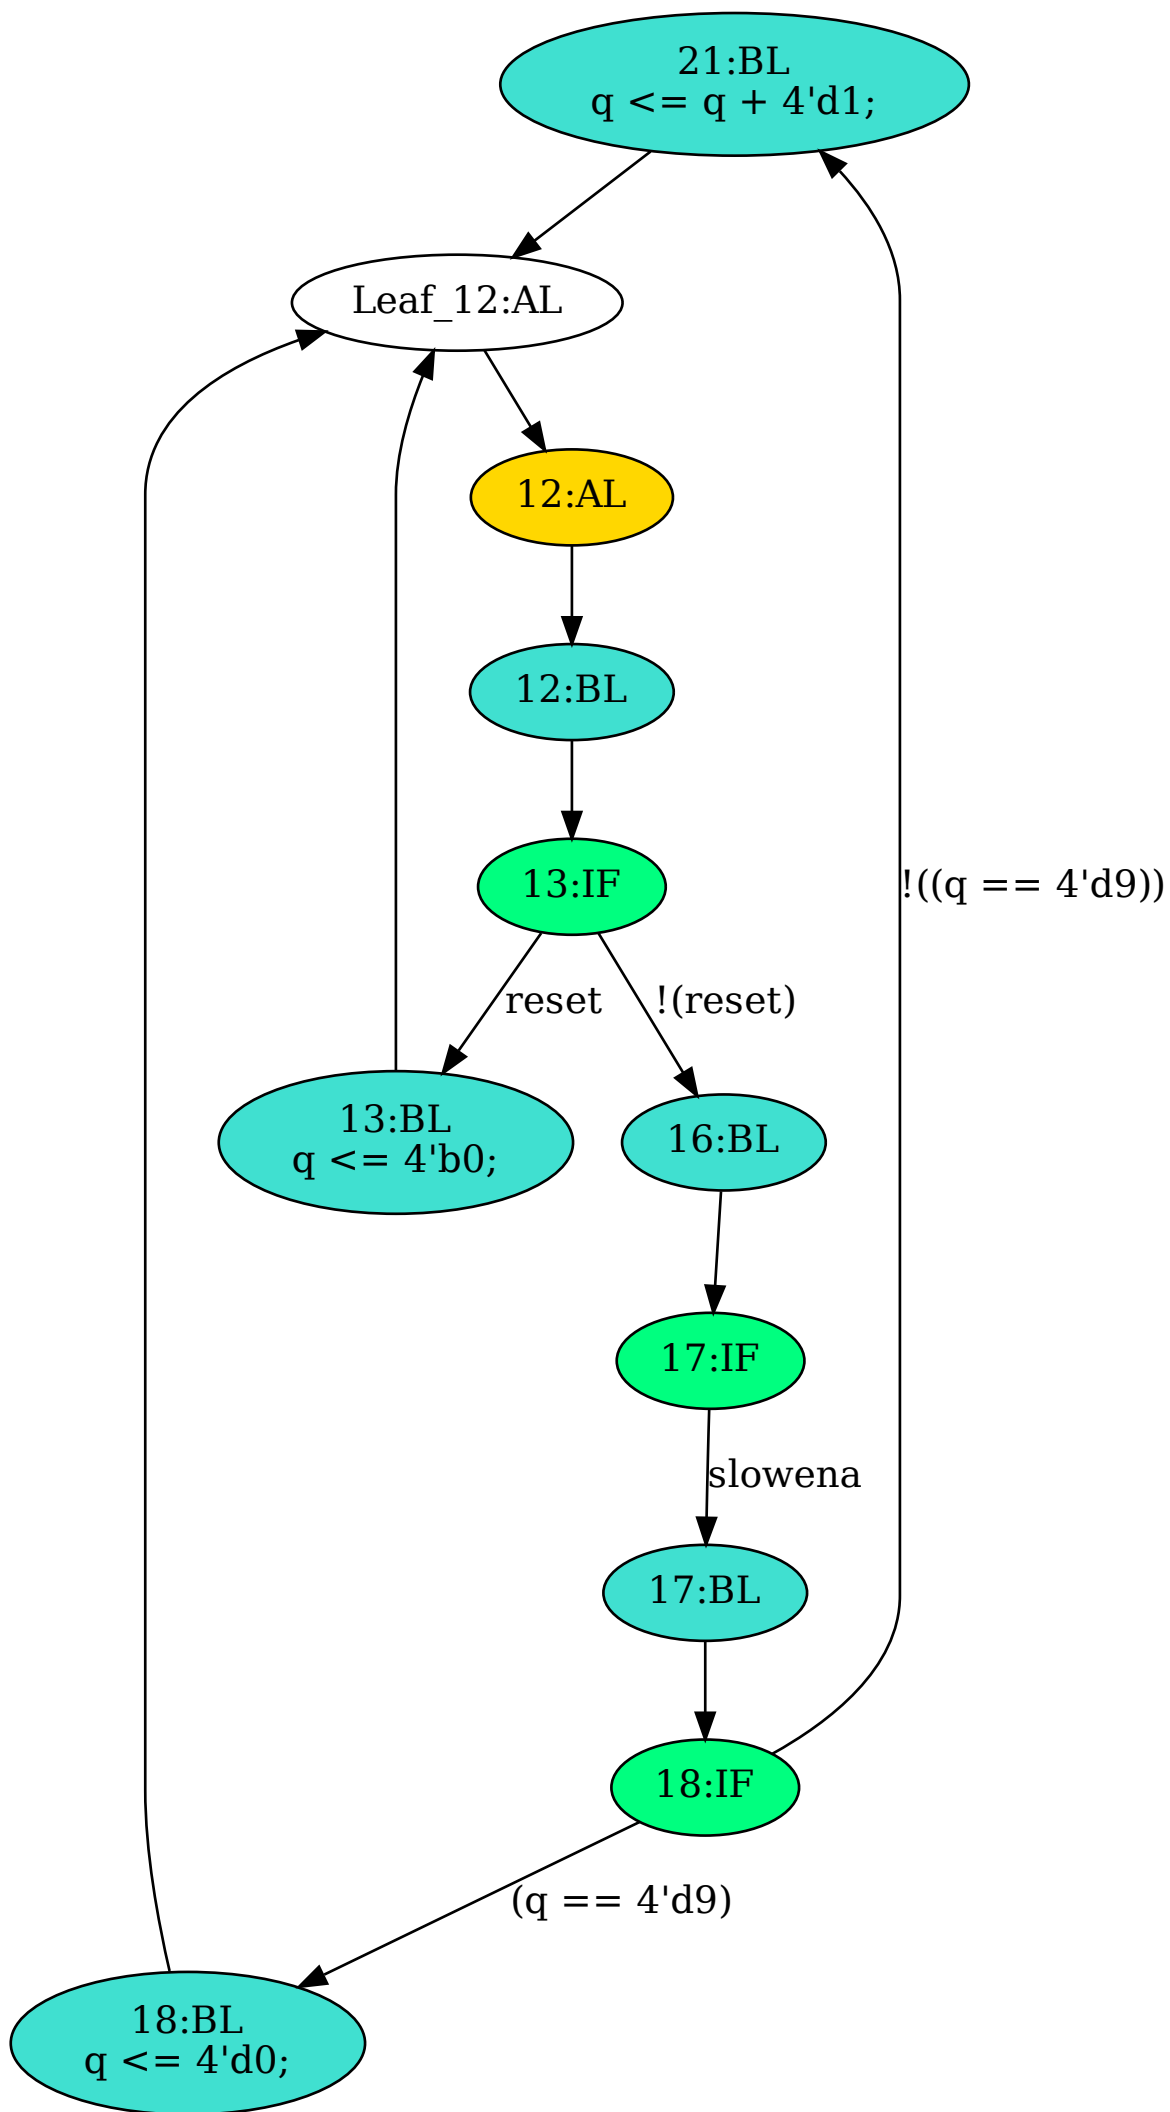 21:BL
q <= q + 4'd1;
Leaf_12:AL
12:AL
12:BL
13:IF
!((q == 4'd9))
reset
!(reset)
13:BL
q <= 4'b0;
16:BL
17:IF
slowena
17:BL
18:IF
(q == 4'd9)
18:BL
q <= 4'd0;